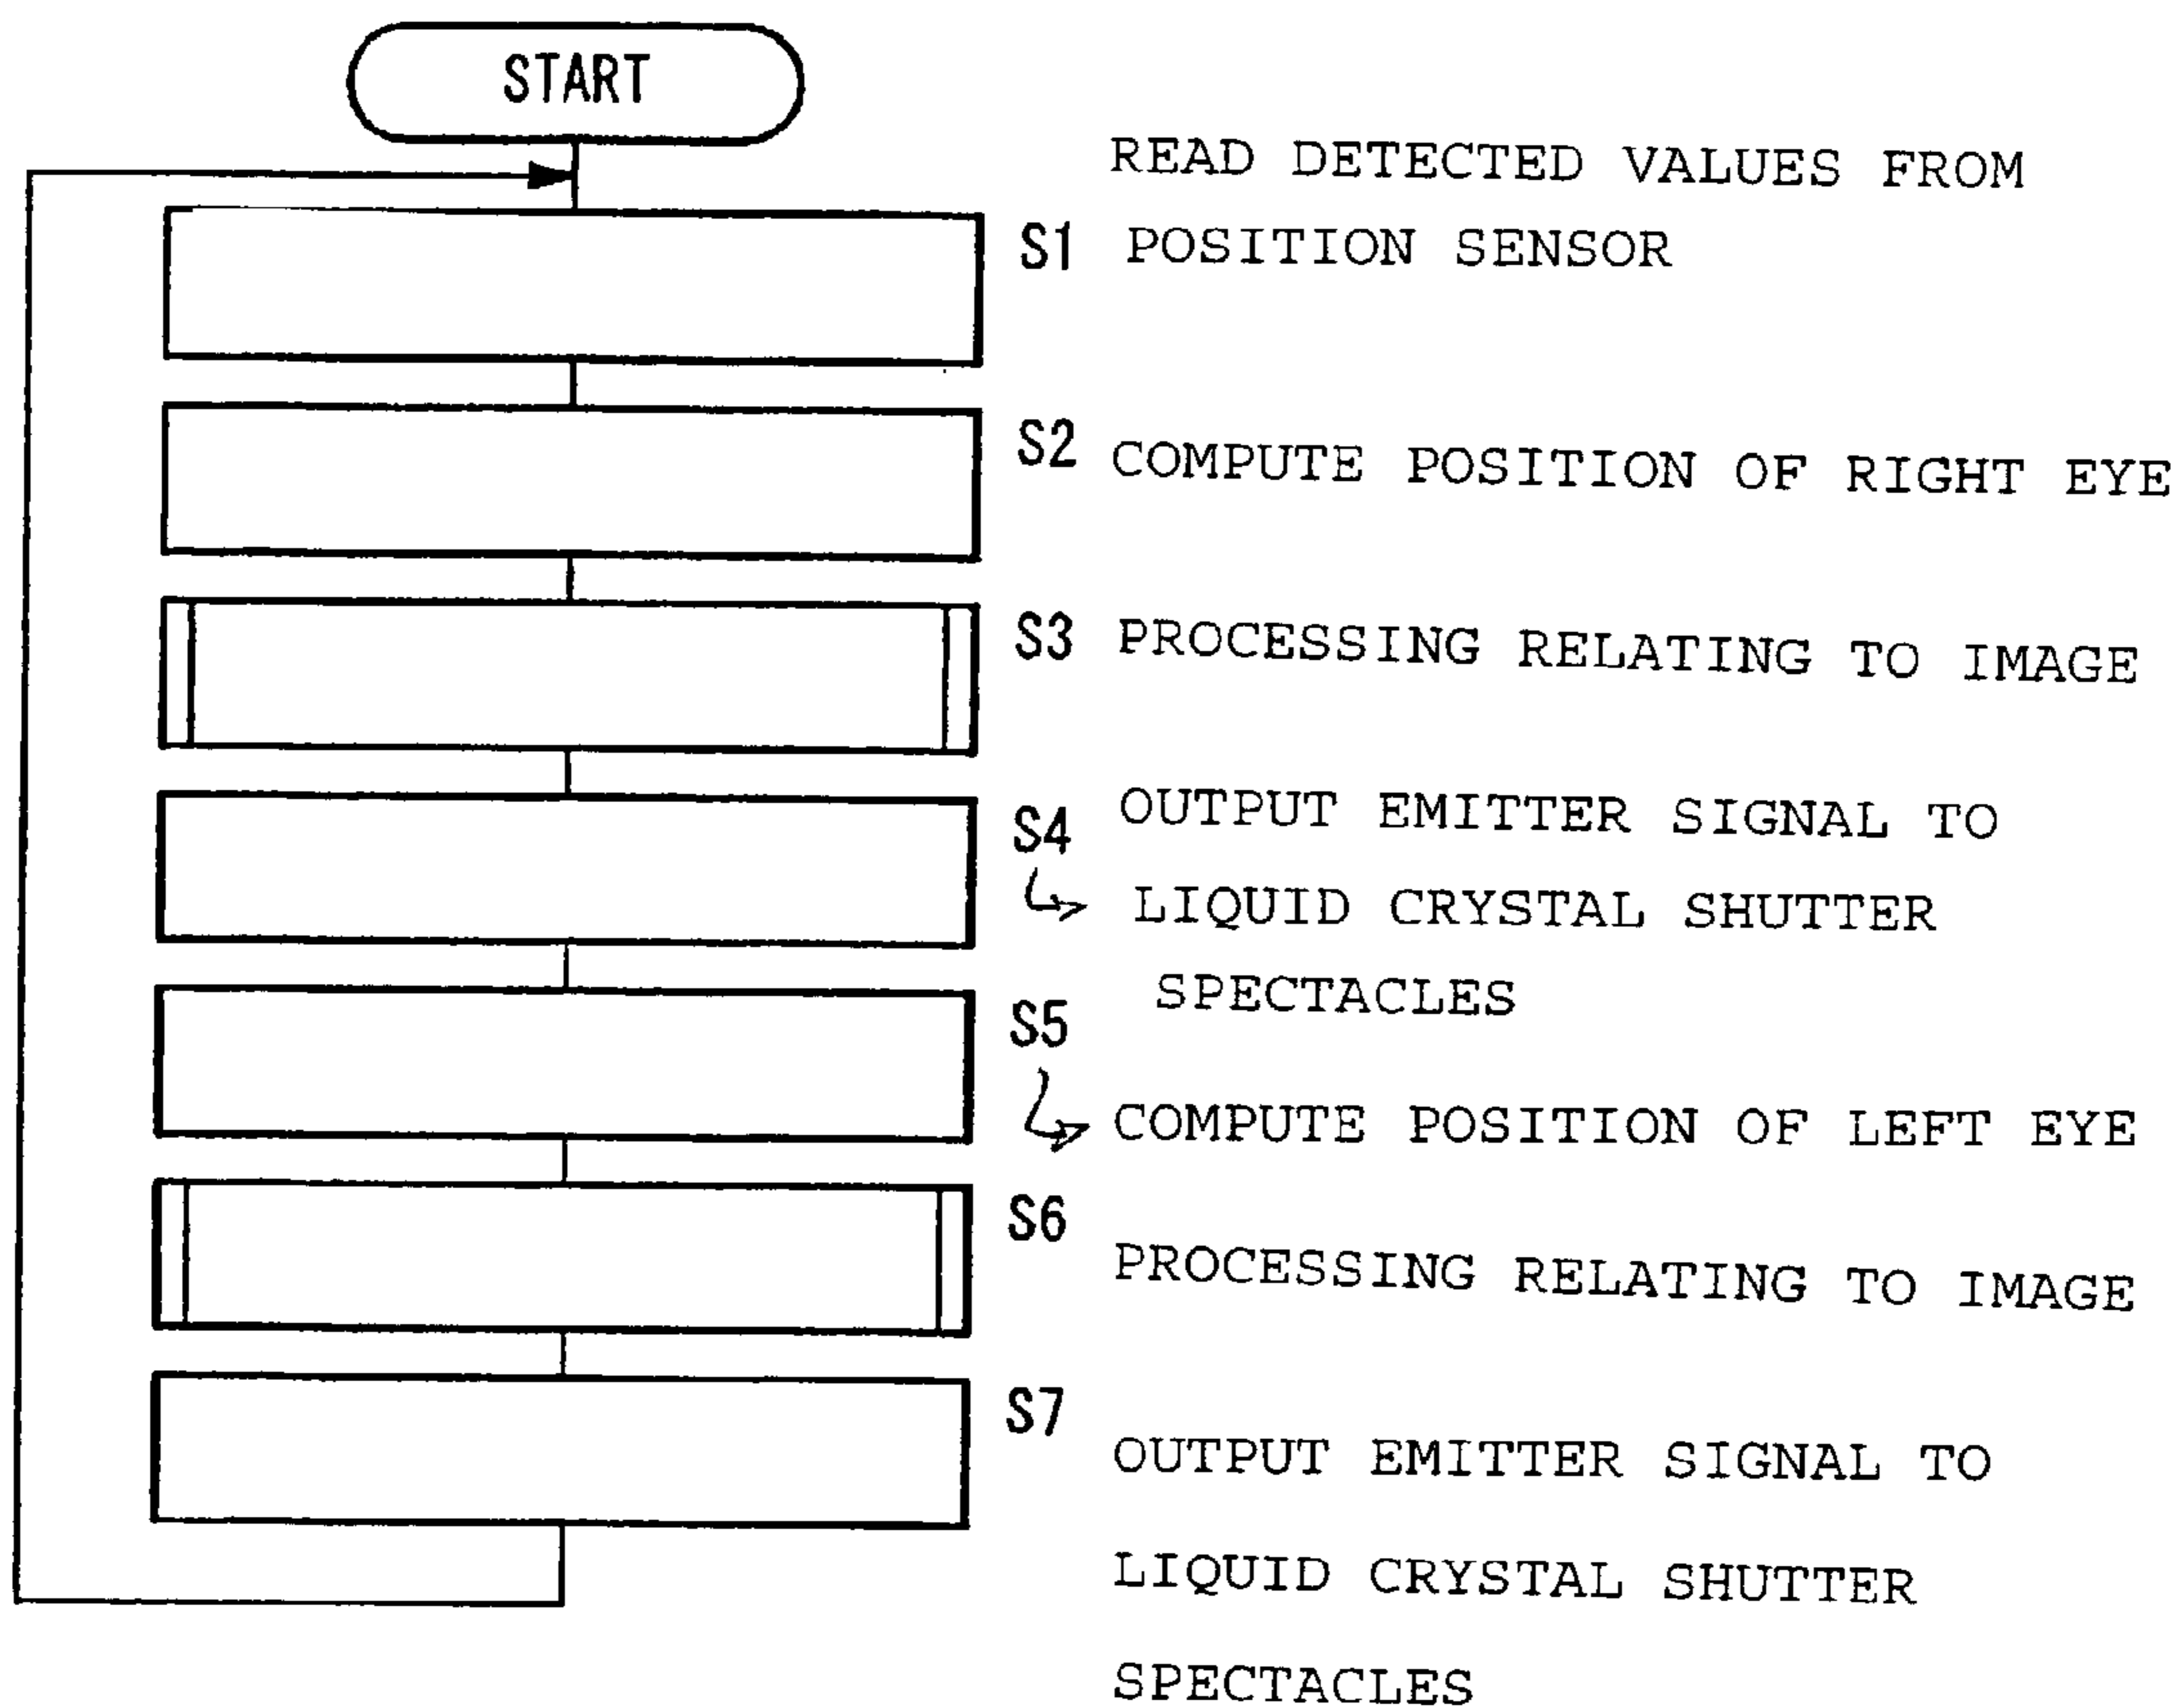 START
READ DETECTED VALUES FROM
S1 POSITION SENSOR
S2 COMPUTE POSITION OF RIGHT EYE
S3 PROCESSING RELATING TO IMAGE
S4 OUTPUT EMITTER SIGNAL TO
LIQUID CRYSTAL SHUTTER
SPECTACLES
S5
COMPUTE POSITION OF LEFT EYE
S6
PROCESSING RELATING TO IMAGE
S7
OUTPUT EMITTER SIGNAL TO
LIQUID CRYSTAL SHUTTER
SPECTACLES